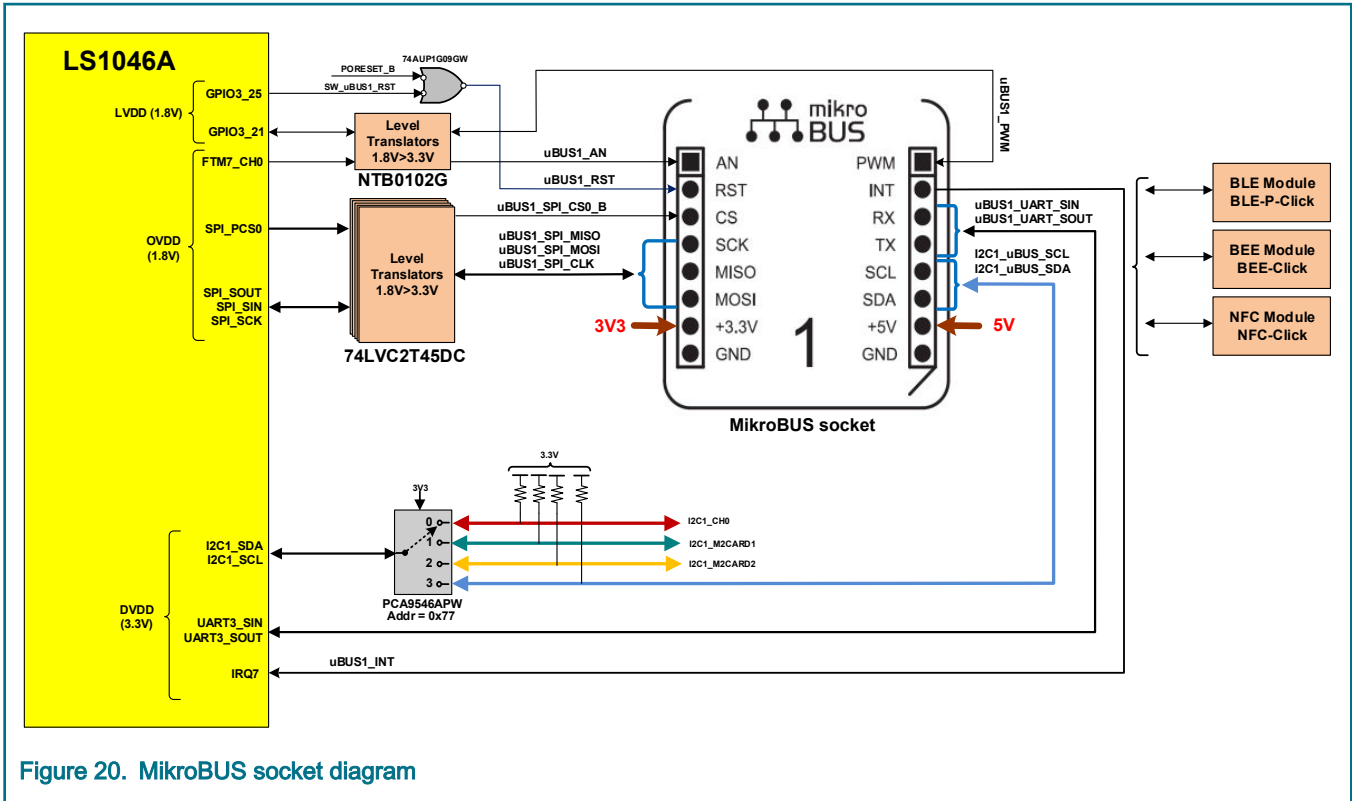 LS1046A
LVDD (1.8V)
GPIO3_25
GPIO3_21
FTM7_CH0
OVDD
(1.8V)
SPI_PCS0
SPI_SOUT
SPI_SIN
SPI_SCK
DVDD
(3.3V)
I2C1_SDA
I2C1_SCL
UART3_SIN
UART3_SOUT
IRQ7
74AUP1G09GW
PORESET_B
SW_uBUS1_RST
Level
Translators
1.8V>3.3V
NTB0102G
Level
Translators
1.8V>3.3V
74LVC2T45DC
uBUS1_AN
uBUS1_RST
uBUS1_SPI_CS0_B
uBUS1_SPI_MISO
uBUS1_SPI_MOSI
uBUS1_SPI_CLK
3V3
mikro
BUS
AN
RST
CS
SCK
MISO
MOSI
+3.3V
GND
1
PWM
INT
RX
TX
SCL
SDA
+5V
GND
MikroBUS socket
uBUS1_PWM
uBUS1_UART_SIN
uBUS1_UART_SOUT
I2C1_uBUS_SCL
I2C1_uBUS_SDA
5V
BLE Module
BLE-P-Click
BEE Module
BEE-Click
NFC Module
NFC-Click
3.3V
3V3
0
1
2
3
PCA9546APW
Addr = 0x77
I2C1_CH0
I2C1_M2CARD1
I2C1_M2CARD2
uBUS1_INT
Figure 20. MikroBUS socket diagram